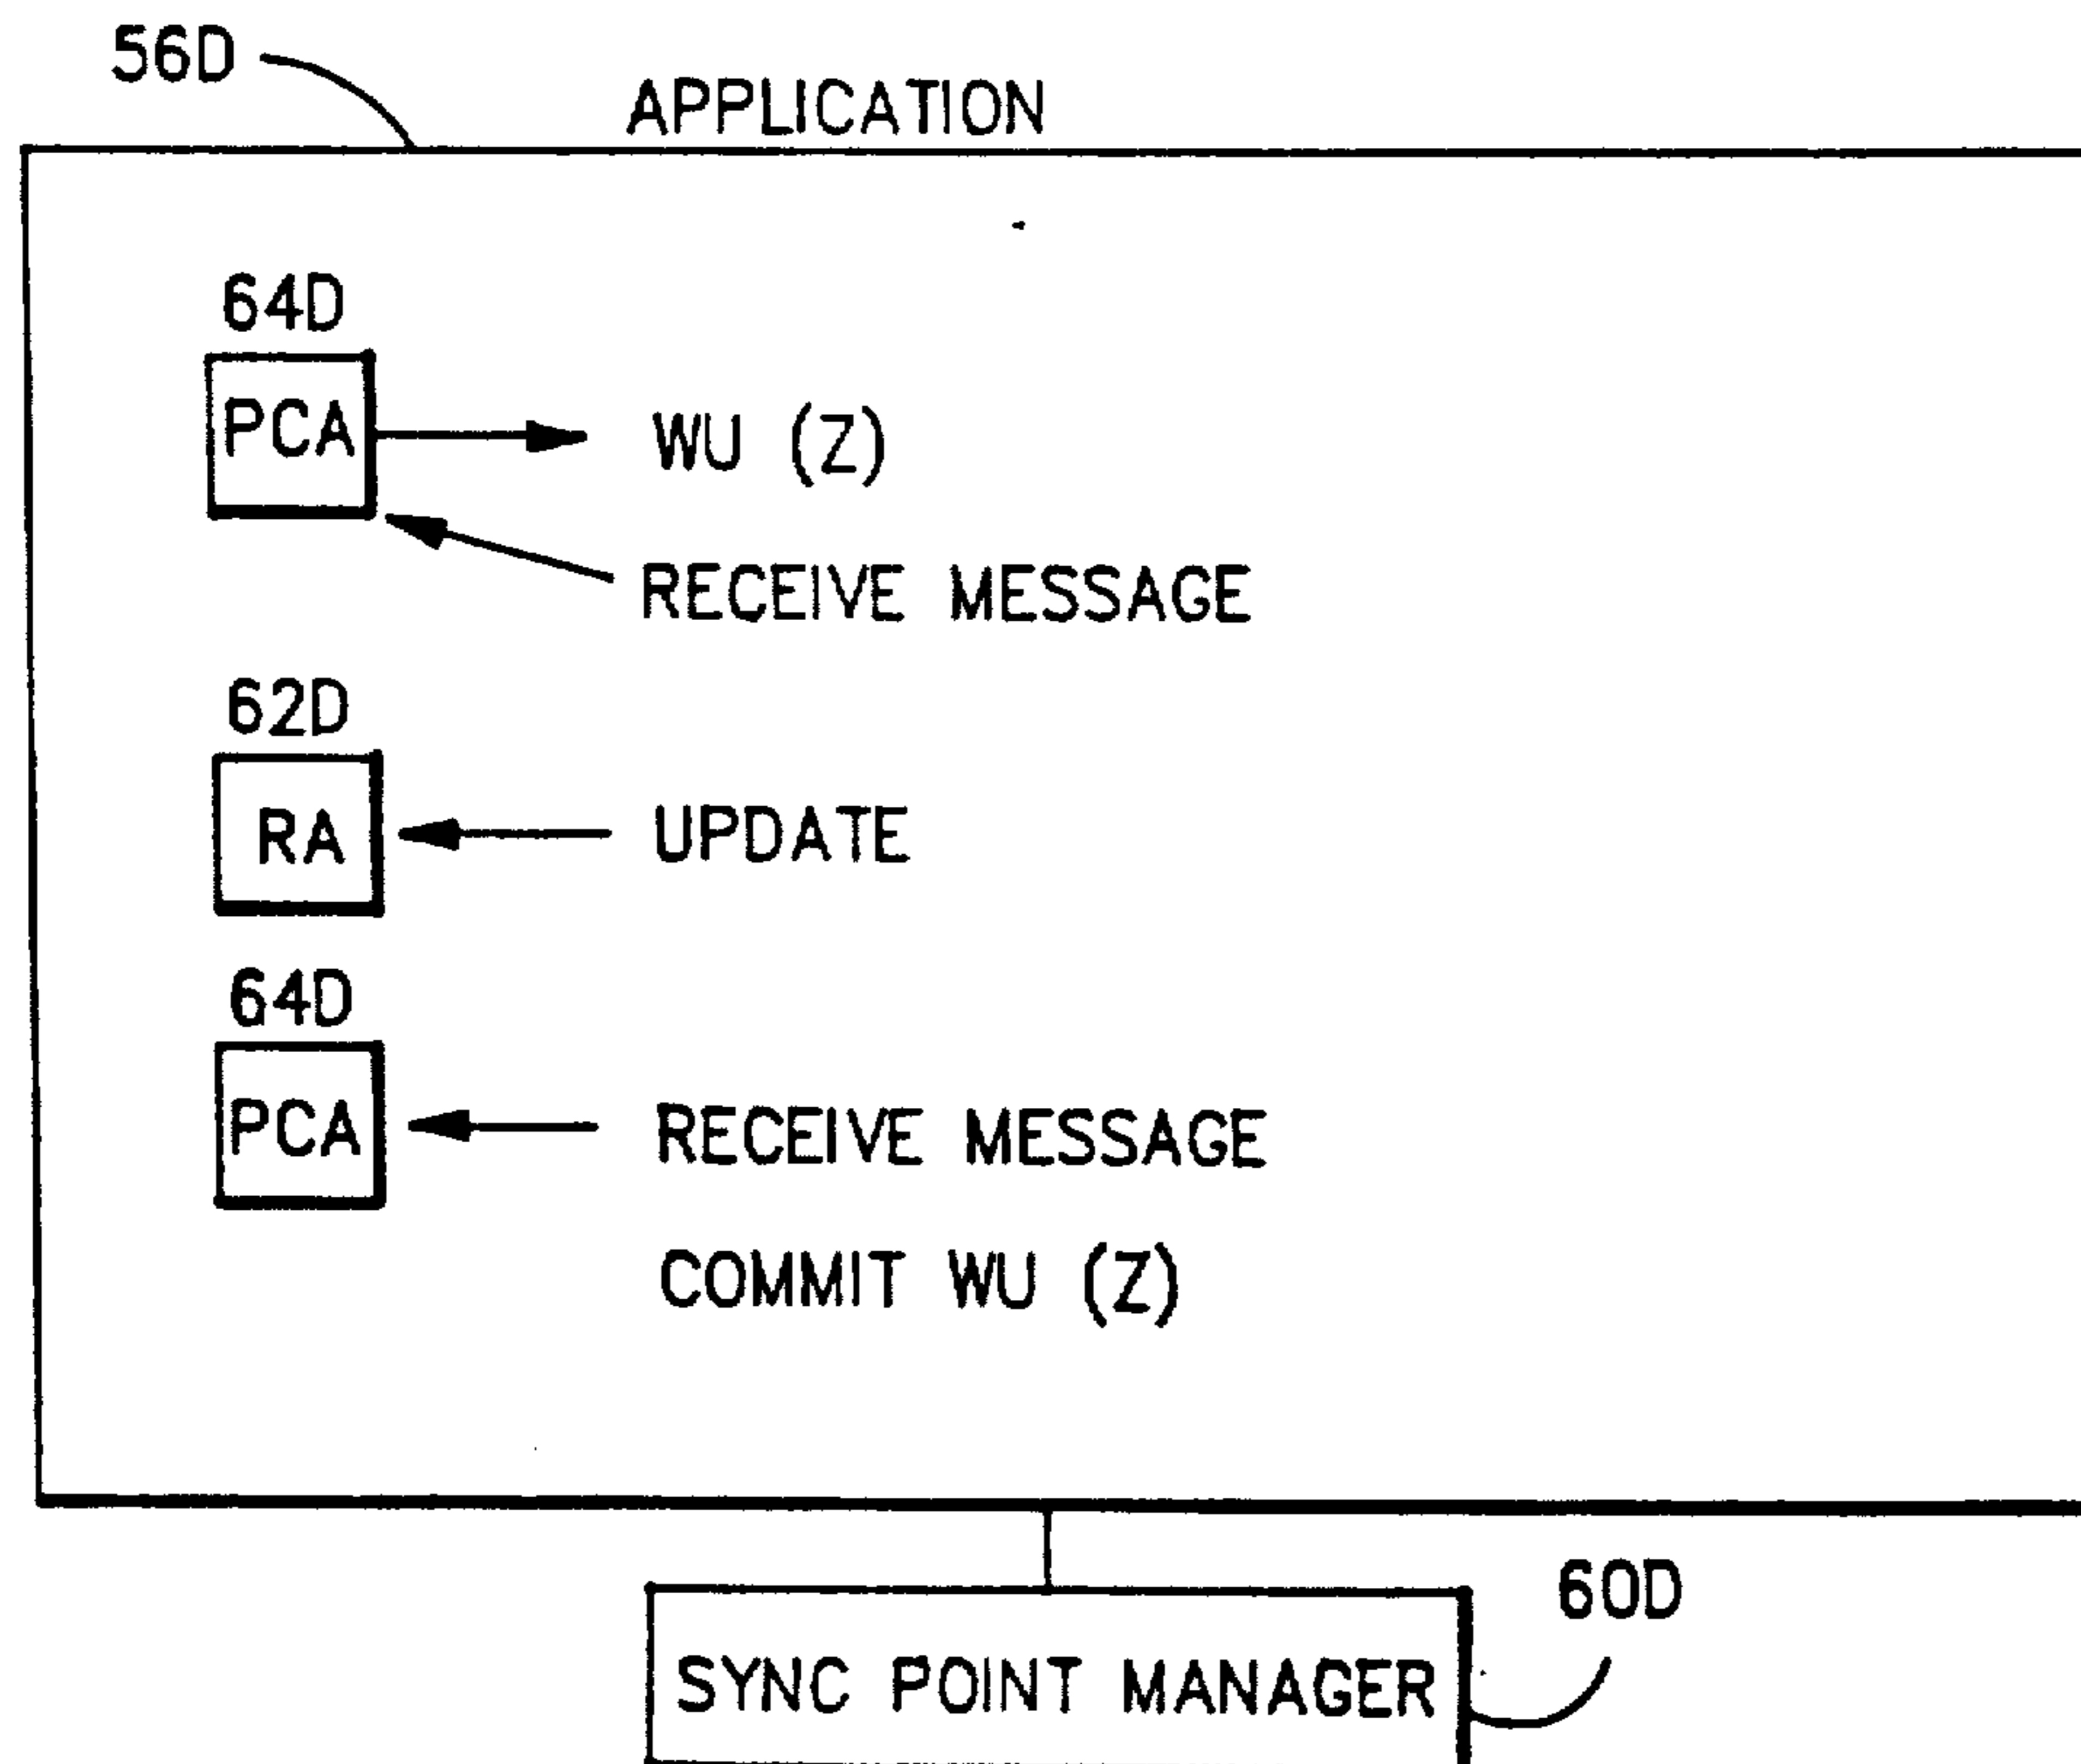 56D
APPLICATION
64D
PCA
WU (Z)
RECEIVE MESSAGE
62D
RA
UPDATE
64D
PCA
RECEIVE MESSAGE
COMMIT WU (Z)
60D
SYNC POINT MANAGER